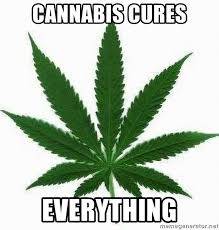 CANNABIS CURES
EVERYTHING
memegenerator.net